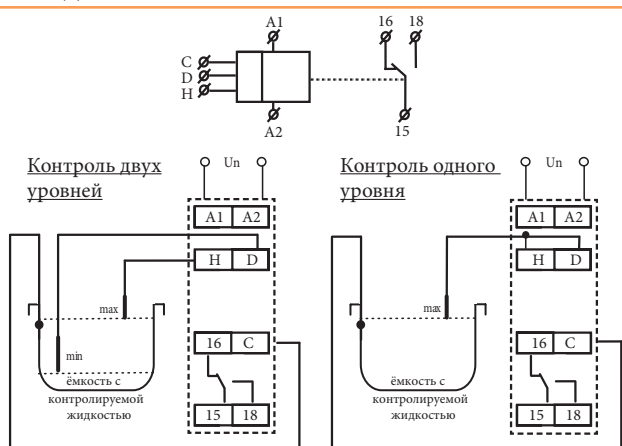 A1
16 18
C
D
H
A2
15
Контроль двух
уровней
Un
A1 A2
H D
max
min
16 C
ёмкость с
контролируемой
жидкостью
15 18
Контроль одного
уровня
Un
A1 A2
H D
max
16 C
ёмкость с
контролируемой
жидкостью
15 18